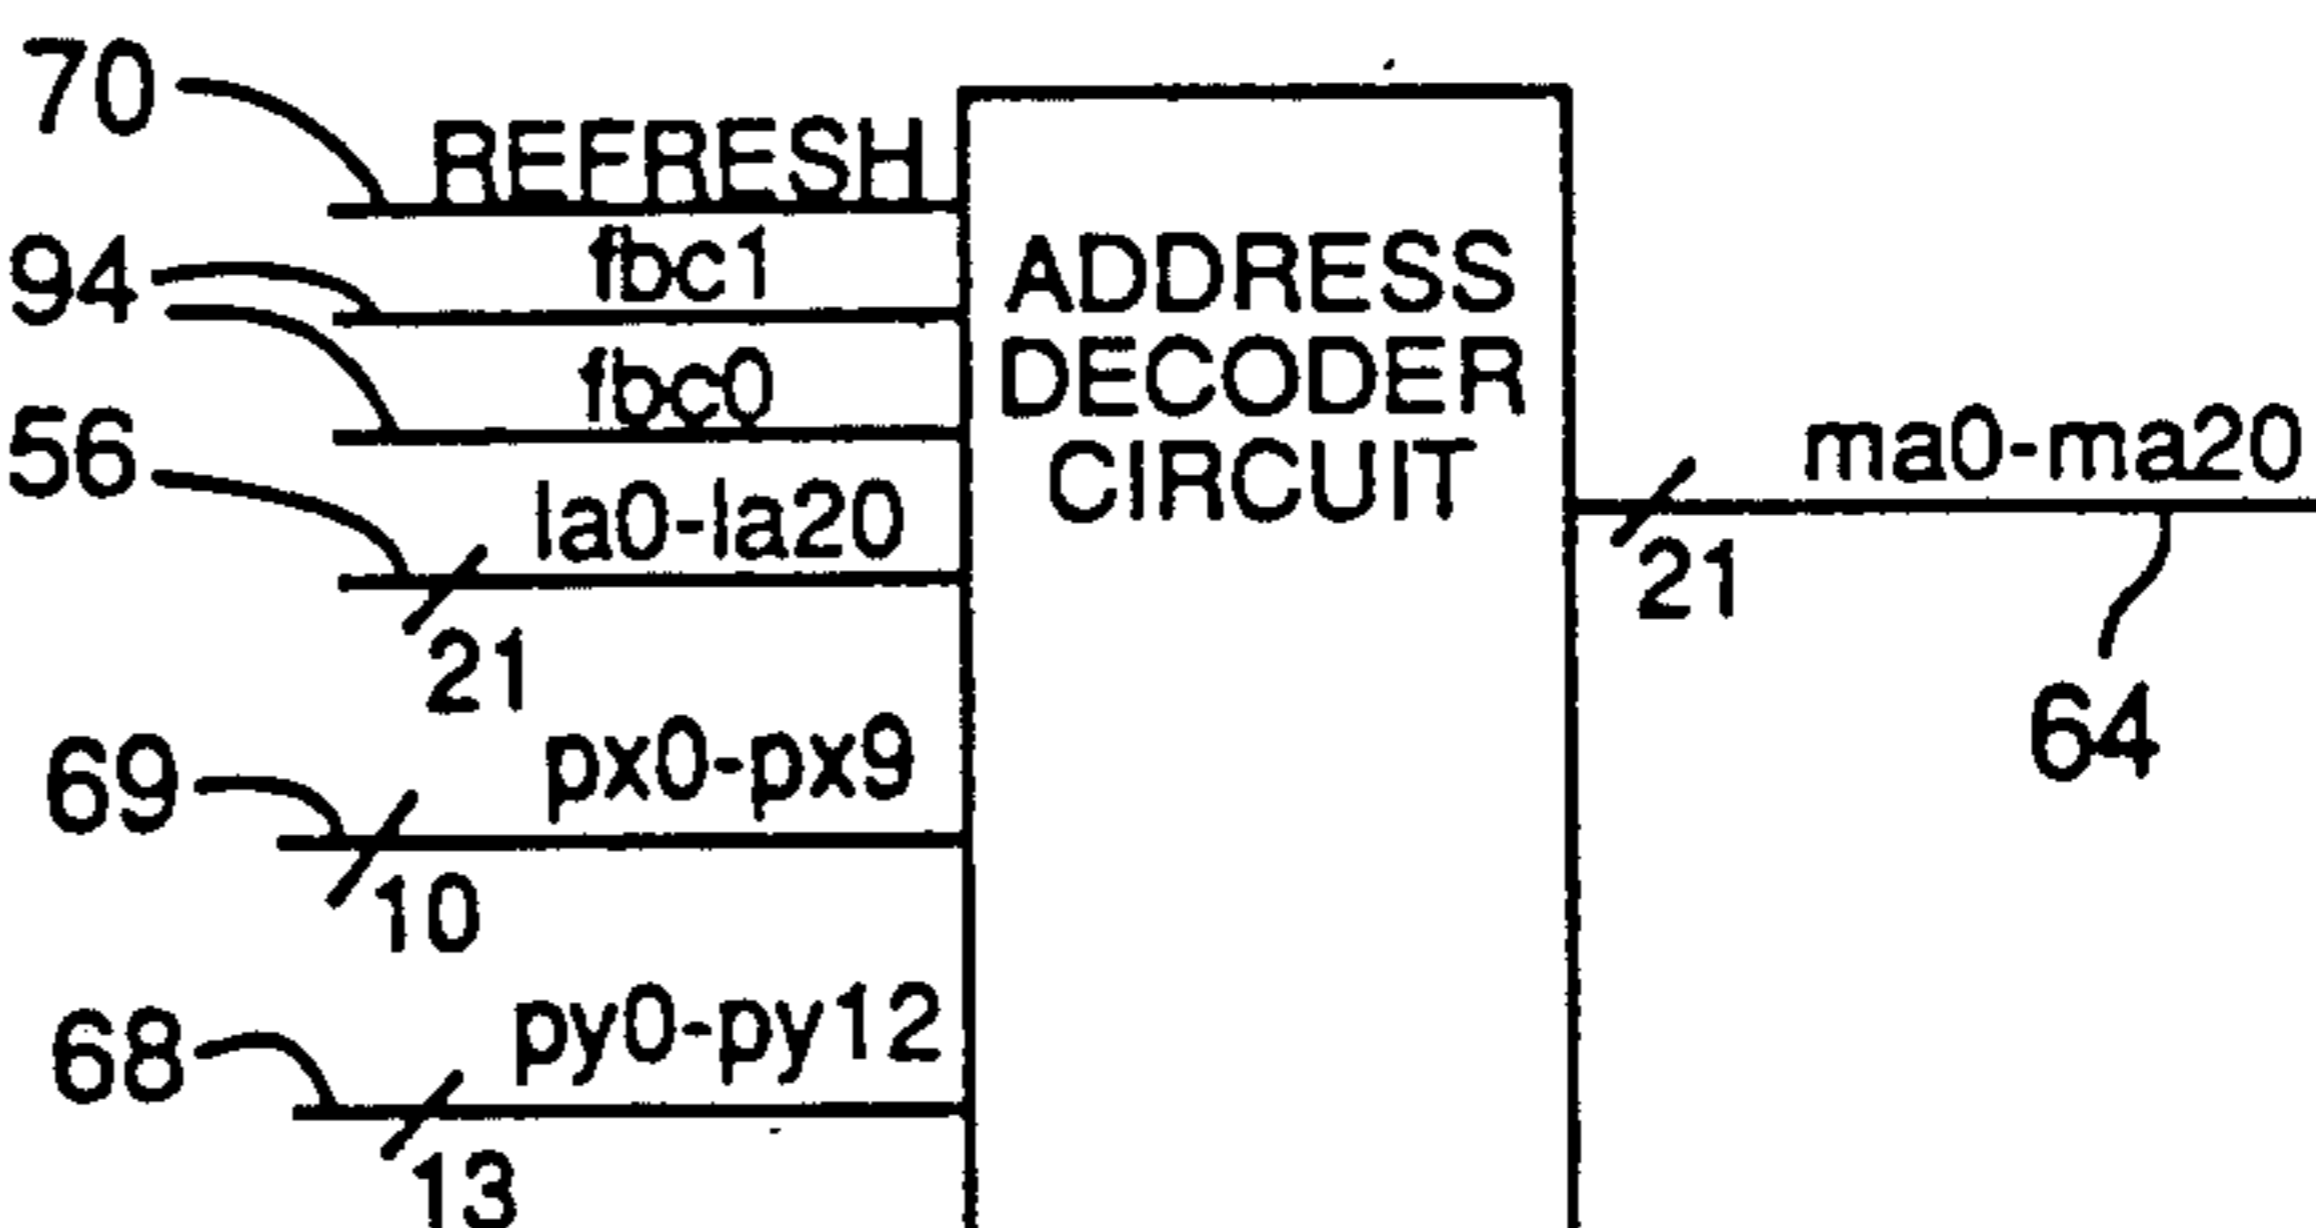 70
REFRESH
94
fbc1
fbc0
56
la0-la20
21
69
px0-px9
10
68
py0-py12
13
ADDRESS
DECODER
CIRCUIT
ma0-ma20
21
64